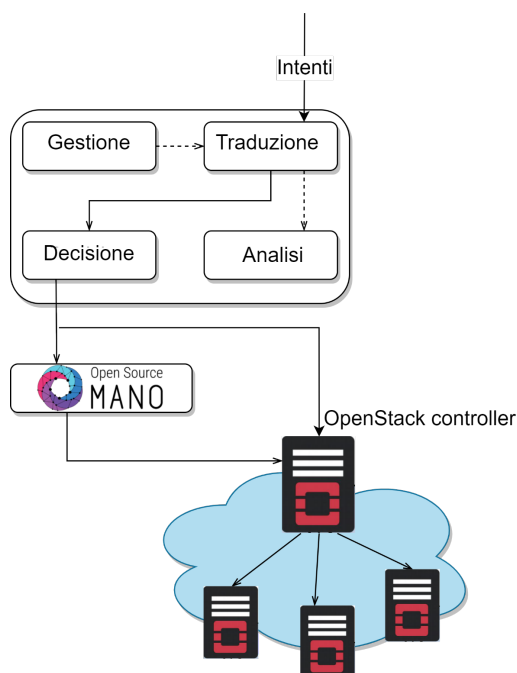 Intenti
Gestione
Traduzione
Decisione
Analisi
Open Source
MANO
OpenStack controller